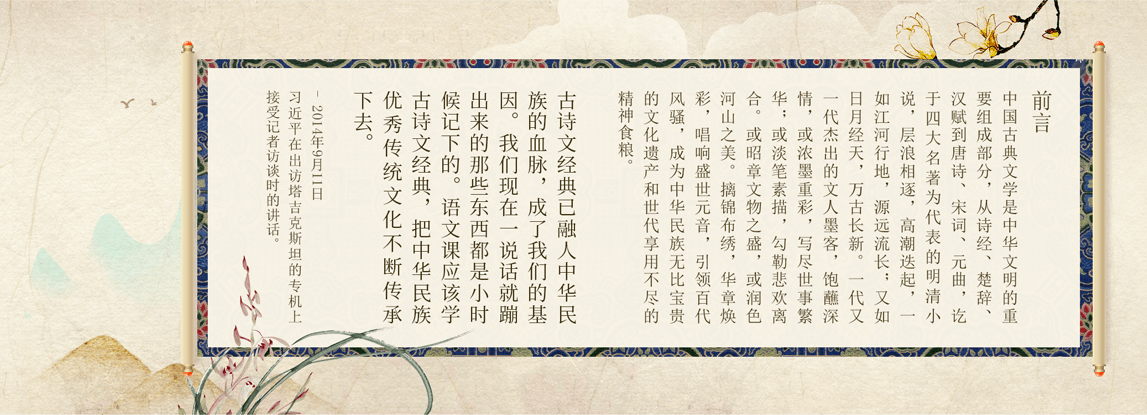 前言
中国古典文学是中华文明的重
要组成部分，从诗经、楚辞、
汉赋到唐诗、宋词、元曲，讫
于四大名著为代表的明清小
说，层浪相逐，高潮迭起，一
如江河行地，源远流长；又如
日月经天，万古长新。一代又
一代杰出的文人墨客，饱蘸深
情，或浓墨重彩，写尽世事繁
华；或淡笔素描，勾勒悲欢离
合。或昭章文物之盛，或润色
河山之美。摛锦布绣，华章焕
彩，唱响盛世元音，引领百代
风骚，成为中华民族无比宝贵
的文化遗产和世代享用不尽的
精神食粮。
古诗文经典已融入中华民
族的血脉，成了我们的基
因。我们现在一说话就蹦
出来的那些东西都是小时
候记下的。语文课应该学
古诗文经典，把中华民族
优秀传统文化不断传承
下去。
－2014年9月11日
习近平在出访塔吉克斯坦的专机上
接受记者访谈时的讲话。